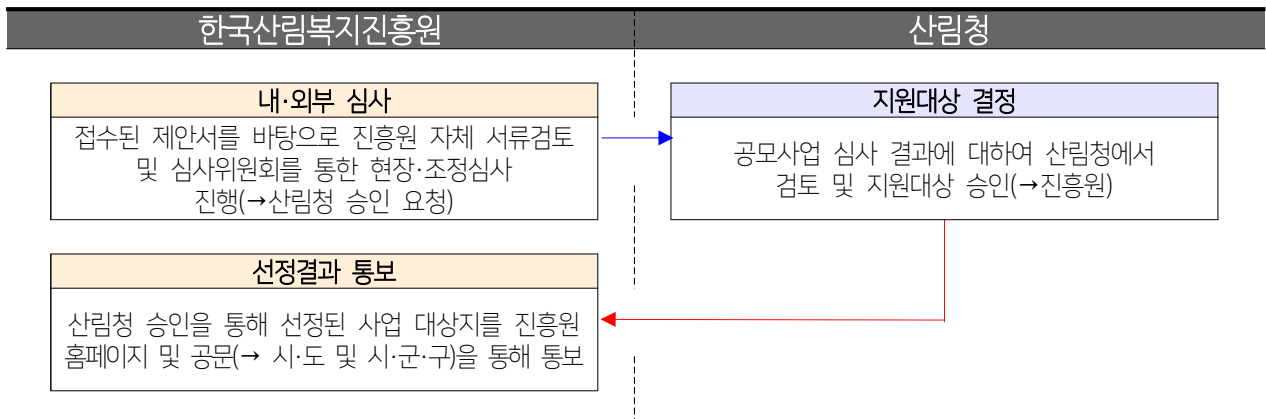 한국산림복지진흥원
산림청
내·외부 심사
접수된 제안서를 바탕으로 진흥원 자체 서류검토
및 심사위원회를 통한 현장·조정심사
진행(→산림청 승인 요청)
지원대상 결정
공모사업 심사 결과에 대하여 산림청에서
검토 및 지원대상 승인(→진흥원)
선정결과 통보
산림청 승인을 통해 선정된 사업 대상지를 진흥원
홈페이지 및 공문(→ 시·도 및 시·군·구)을 통해 통보